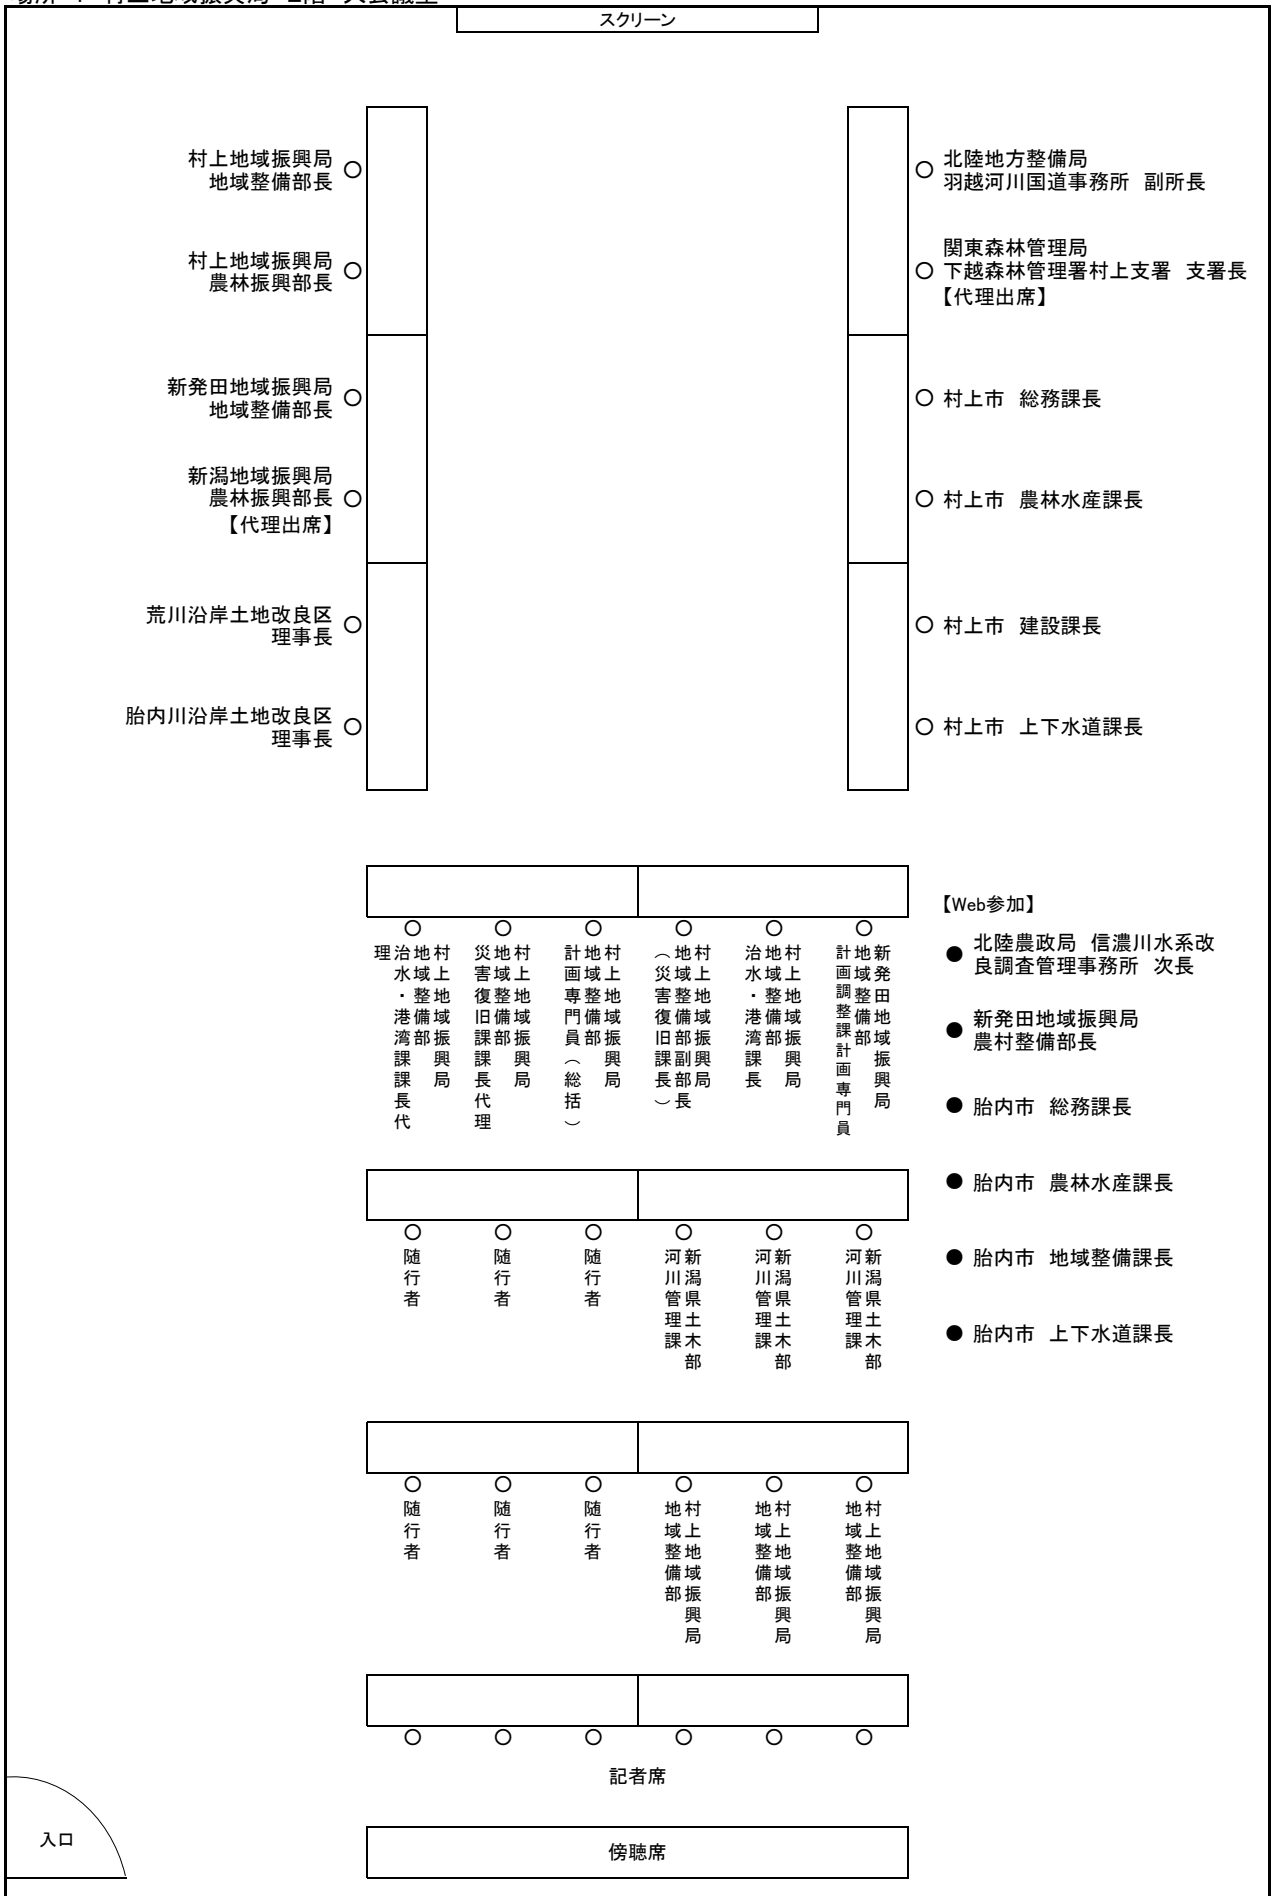 スクリーン
村上地域振興局
地域整備部長
村上地域振興局
農林振興部長
新発田地域振興局
地域整備部長
新潟地域振興局
農林振興部長
【代理出席】
荒川沿岸土地改良区
理事長
胎内川沿岸土地改良区
理事長
北陸地方整備局
羽越河川国道事務所　副所長
関東森林管理局
下越森林管理署村上支署　支署長
【代理出席】
村上市　総務課長
村上市　農林水産課長
村上市　建設課長
村上市　上下水道課長
村上地域振興局
地域整備部
治水・港湾課課長代
理
村上地域振興局
地域整備部
災害復旧課課長代理
村上地域振興局
地域整備部
計画専門員（総括）
村上地域振興局
地域整備部副部長
（災害復旧課長）
村上地域振興局
地域整備部
治水・港湾課長
新発田地域振興局
地域整備部
計画調整課計画専門員
【Web参加】
北陸農政局　信濃川水系改
良調査管理事務所　次長
新発田地域振興局
農村整備部長
胎内市　総務課長
胎内市　農林水産課長
胎内市　地域整備課長
胎内市　上下水道課長
随行者
随行者
随行者
新潟県土木部
河川管理課
新潟県土木部
河川管理課
新潟県土木部
河川管理課
随行者
随行者
随行者
村上地域振興局
地域整備部
村上地域振興局
地域整備部
村上地域振興局
地域整備部
記者席
入口
傍聴席